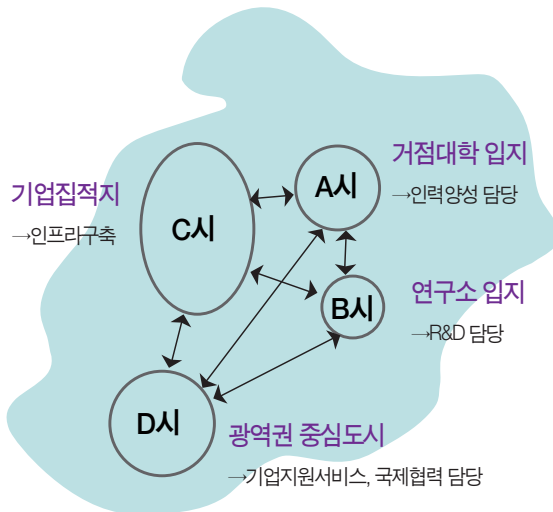 거점대학 입지
→인력양성 담당
A시
기업집적지
→인프라구축
C시
연구소 입지
→R&D 담당
B시
D시
광역권 중심도시
→기업지원서비스, 국제협력 담당